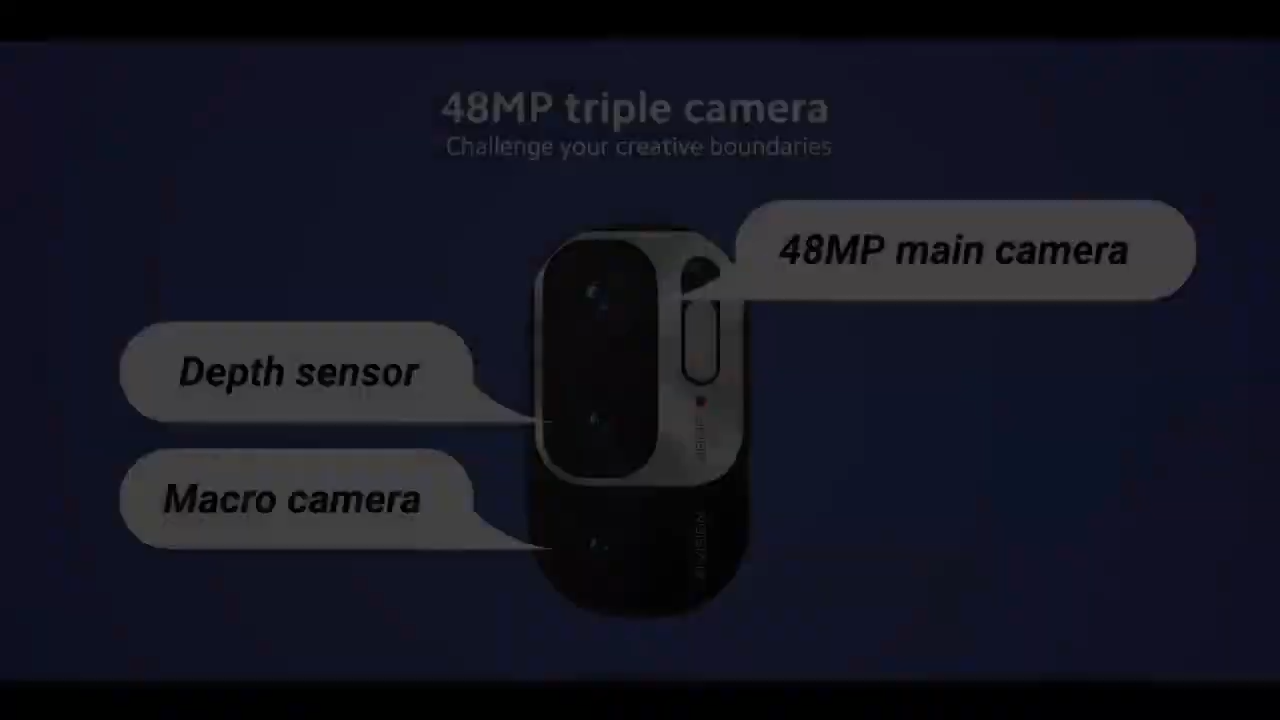 48MP triple camera
Challenge your creative boundaries
48MP main camera
Depth sensor
Macro camera